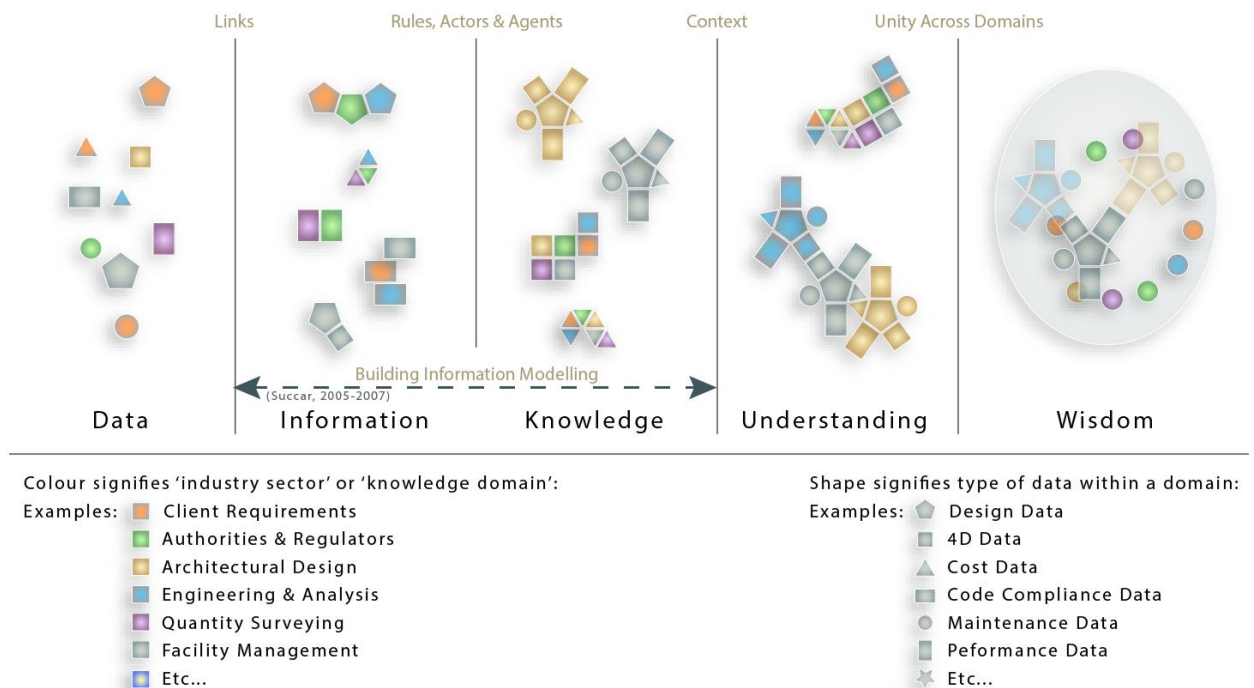 Links
Rules, Actors & Agents
Context
Unity Across Domains
Building Information Modelling
(Succar, 2005-2007)
Data
Information
Knowledge
Understanding
Wisdom
Colour signifies ‘industry sector’ or ‘knowledge domain’:
Examples:
Client Requirements
Authorities & Regulators
Architectural Design
Engineering & Analysis
Quantity Surveying
Facility Management
Etc...
Shape signifies type of data within a domain:
Examples:
Design Data
4D Data
Cost Data
Code Compliance Data
Maintenance Data
Peformance Data
Etc...